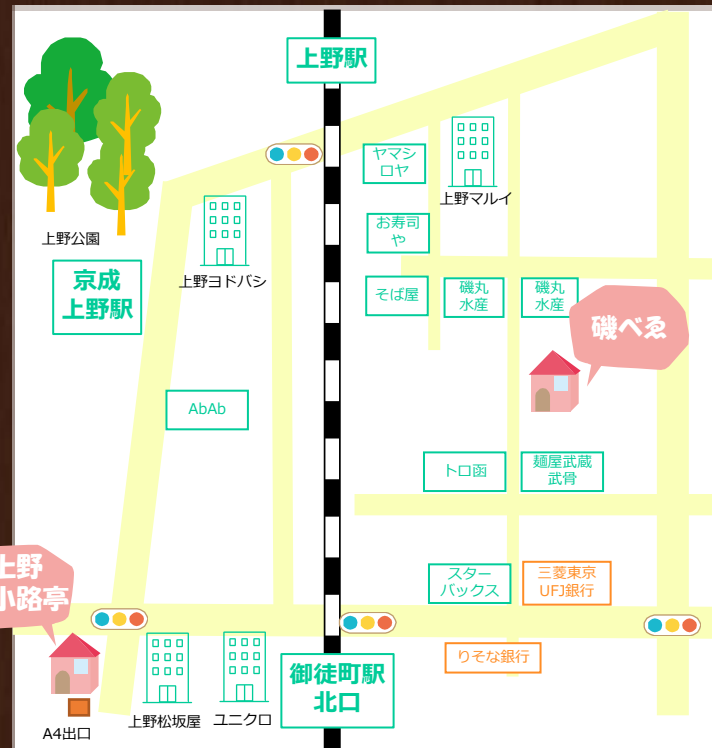 上野駅
ヤマシ
ロヤ
上野マルイ
お寿司
や
上野公園
京成
上野駅
上野ヨドバシ
そば屋
磯丸
水産
磯丸
水産
磯べゑ
AbAb
トロ函
麺屋武蔵
武骨
上野
小路亭
スター
バックス
三菱東京
UFJ銀行
りそな銀行
御徒町駅
北口
A4出口
上野松坂屋
ユニクロ